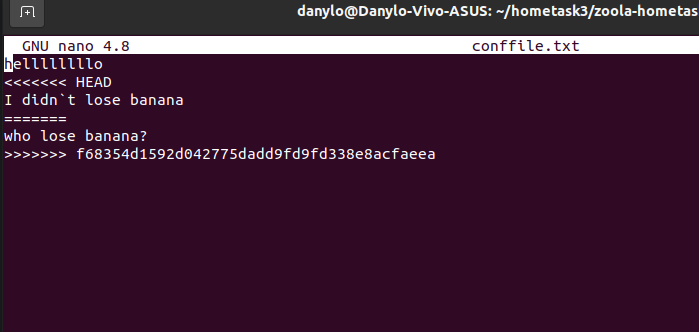 danylo@Danylo-Vivo-ASUS: ~/hometask3/zoola-hometas
GNU nano 4.8 conffile.txt
hellllllllo
<<<<<<< HEAD
I didn`t lose banana
=======
who lose banana?
>>>>>>> f68354d1592d042775dadd9fd9fd338e8acfaeea